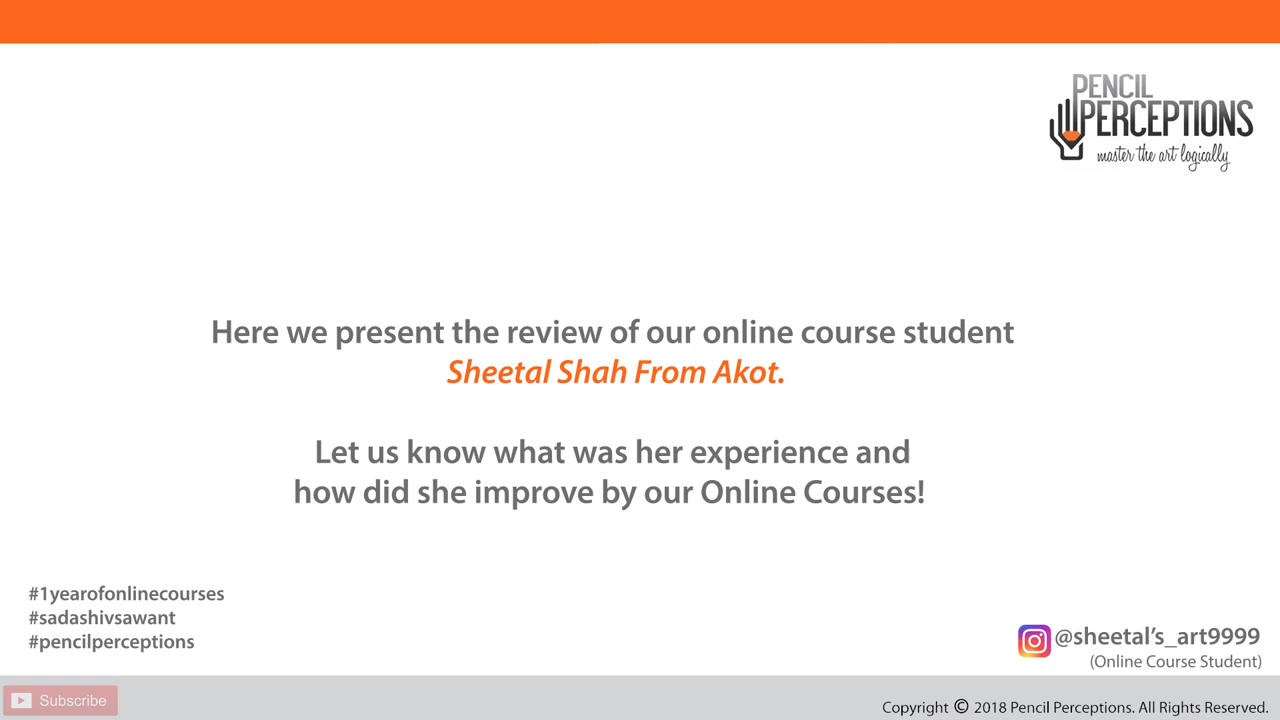 PENCIL
PERCEPTIONS
master the art logically
Here we present the review of our online course student
Sheetal Shah From Akot.
Let us know what was her experience and
how did she improve by our Online Courses!
#1yearofonlinecourses
#sadashivsawant
#pencilperceptions
@sheetal’s_art9999
(Online Course Student)
Subscribe
Copyright © 2018 Pencil Perceptions. All Rights Reserved.